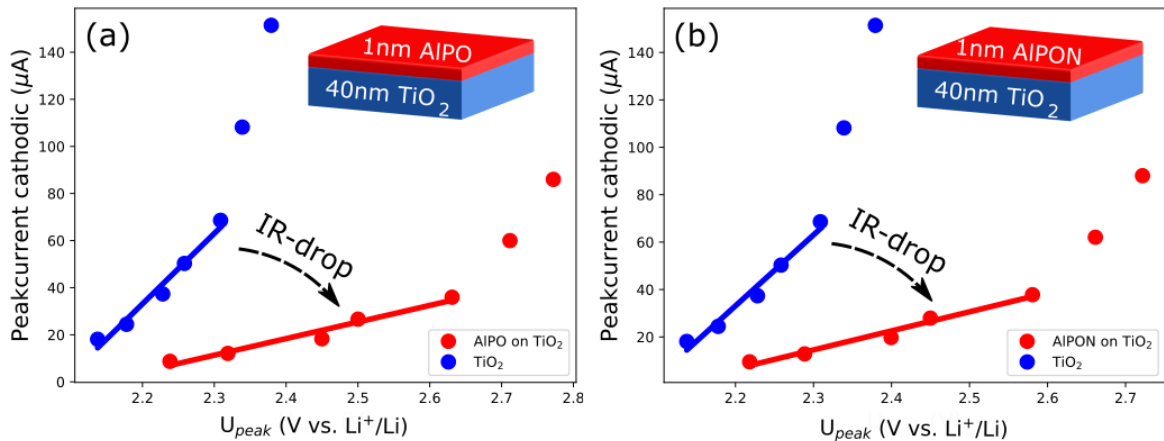 (a)
1nm AlPO
40nm TiO₂
IR-drop
AlPO on TiO₂
TiO₂
Peakcurrent cathodic (μA)
0
20
40
60
80
100
120
140
2.2
2.3
2.4
2.5
2.6
2.7
2.8
U_peak (V vs. Li⁺/Li)
(b)
1nm AlPON
40nm TiO₂
IR-drop
AlPON on TiO₂
TiO₂
Peakcurrent cathodic (μA)
20
40
60
80
100
120
140
2.2
2.3
2.4
2.5
2.6
2.7
U_peak (V vs. Li⁺/Li)